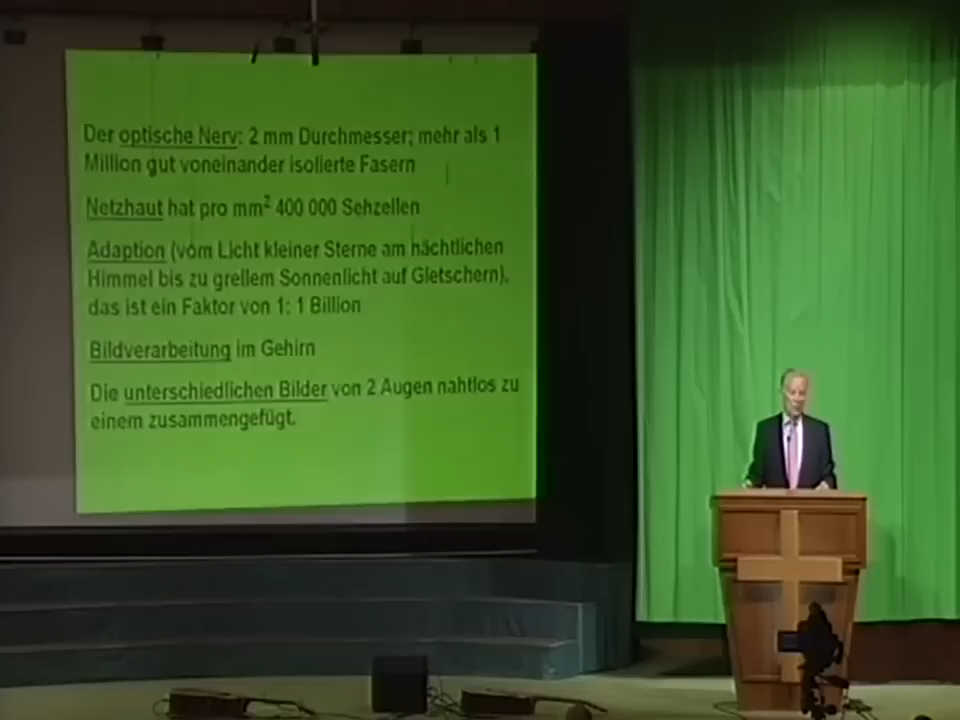 Der optische Nerv: 2 mm Durchmesser; mehr als 1
Million gut voneinander isolierte Fasern
Netzhaut hat pro mm² 400 000 Sehzellen
Adaption (vom Licht kleiner Sterne am nächtlichen
Himmel bis zu grellem Sonnenlicht auf Gletschern),
das ist ein Faktor von 1: 1 Billion
Bildverarbeitung im Gehirn
Die unterschiedlichen Bilder von 2 Augen nahtlos zu
einem zusammengefügt.